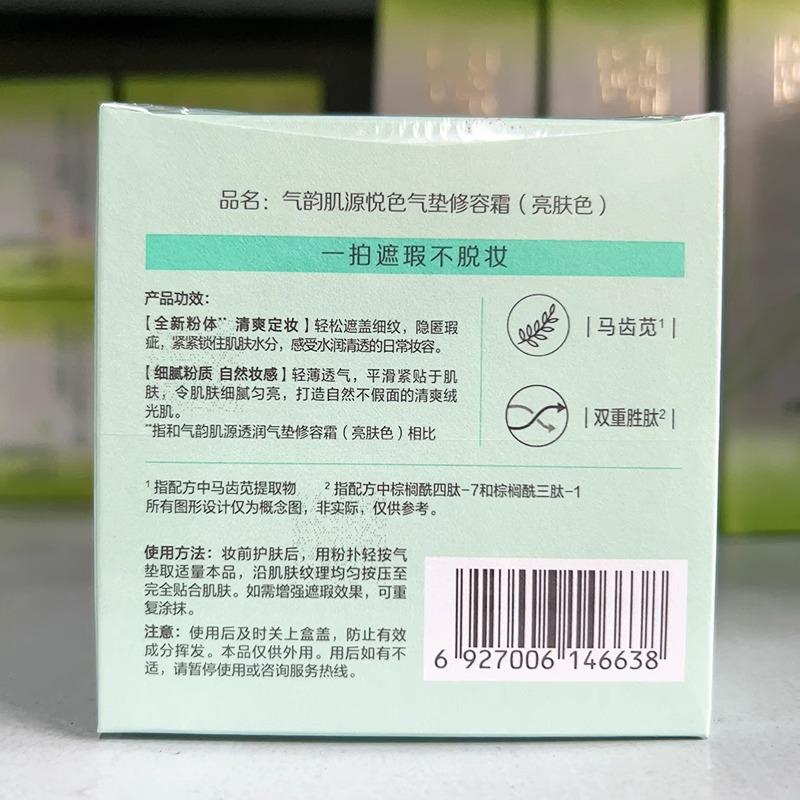 品名：气韵肌源悦色气垫修容霜（亮肤色）
一拍遮瑕不脱妆
产品功效：
【全新粉体** 清爽定妆】轻松遮盖细纹，隐匿瑕
疵，紧紧锁住肌肤水分，感受水润清透的日常妆容。
【细腻粉质 自然妆感】轻薄透气，平滑紧贴于肌
肤，令肌肤细腻匀亮，打造自然不假面的清爽绒
光肌。
**指和气韵肌源透润气垫修容霜（亮肤色）相比
|马齿苋¹|
|双重胜肽²|
¹ 指配方中马齿苋提取物 ² 指配方中棕榈酰四肽-7和棕榈酰三肽-1
所有图形设计仅为概念图，非实际，仅供参考。
使用方法：妆前护肤后，用粉扑轻按气
垫取适量本品，沿肌肤纹理均匀按压至
完全贴合肌肤。如需增强遮瑕效果，可重
复涂抹。
注意：使用后及时关上盒盖，防止有效
成分挥发。本品仅供外用。用后如有不
适，请暂停使用或咨询服务热线。
6 927006 146638